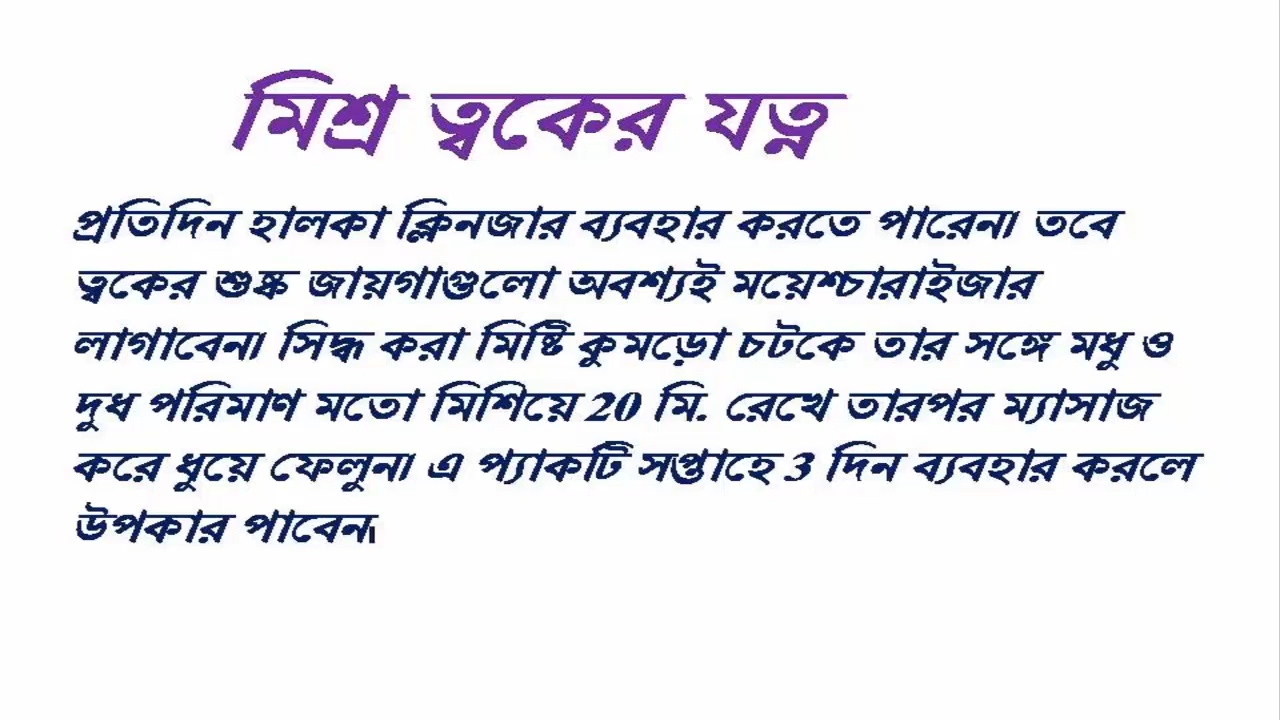 মিশ্র ত্বকের যত্ন
প্রতিদিন হালকা ক্লিনজার ব্যবহার করতে পারেন। তবে
ত্বকের শুষ্ক জায়গাগুলো অবশ্যই ময়েশ্চারাইজার
লাগাবেন। সিদ্ধ করা মিষ্টি কুমড়ো চটকে তার সঙ্গে মধু ও
দুধ পরিমাণ মতো মিশিয়ে 20 মি. রেখে তারপর ম্যাসাজ
করে ধুয়ে ফেলুন। এ প্যাকটি সপ্তাহে 3 দিন ব্যবহার করলে
উপকার পাবেন।